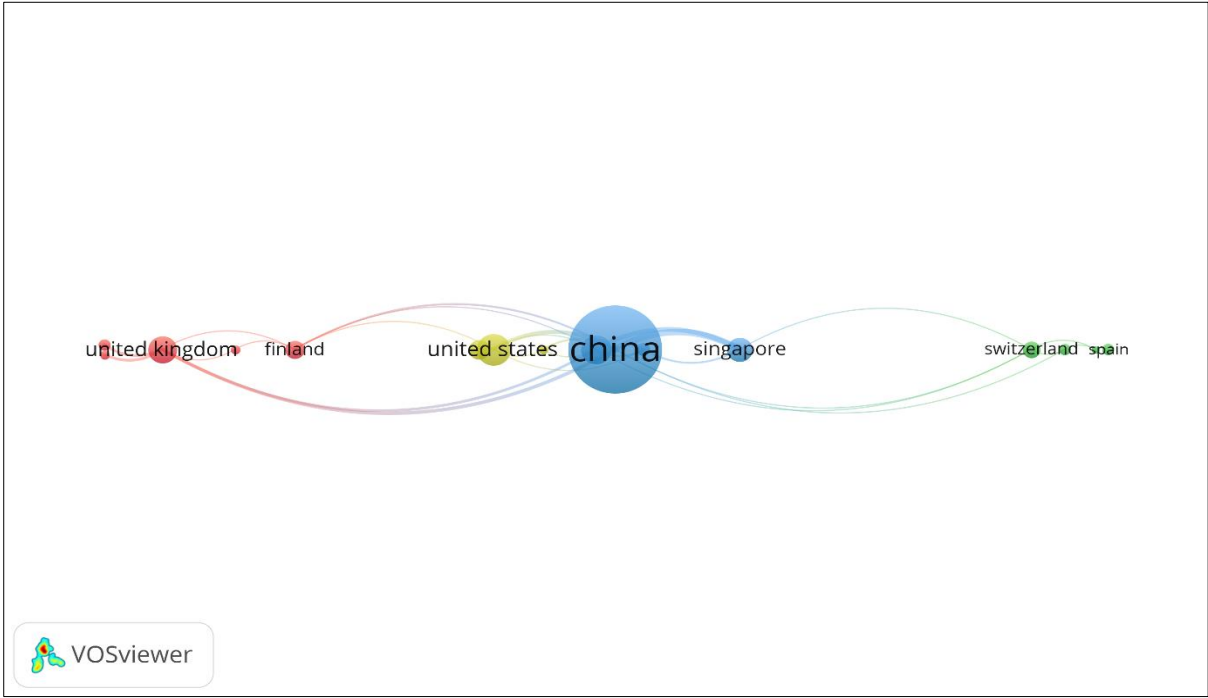 united kingdom
finland
united states
china
singapore
switzerland
spain
VOSviewer